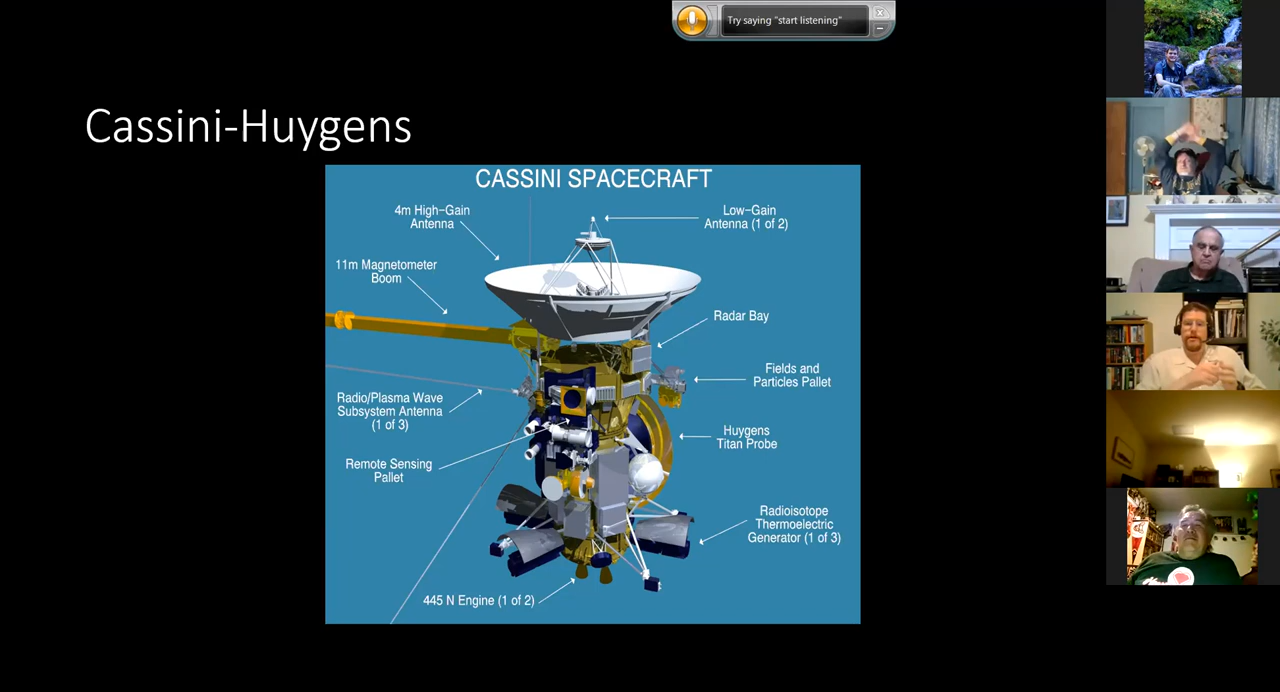 Try saying "start listening"
Cassini-Huygens
CASSINI SPACECRAFT
4m High-Gain
Antenna
Low-Gain
Antenna (1 of 2)
11m Magnetometer
Boom
Radar Bay
Fields and
Particles Pallet
Radio/Plasma Wave
Subsystem Antenna
(1 of 3)
Huygens
Titan Probe
Remote Sensing
Pallet
Radioisotope
Thermoelectric
Generator (1 of 3)
445 N Engine (1 of 2)